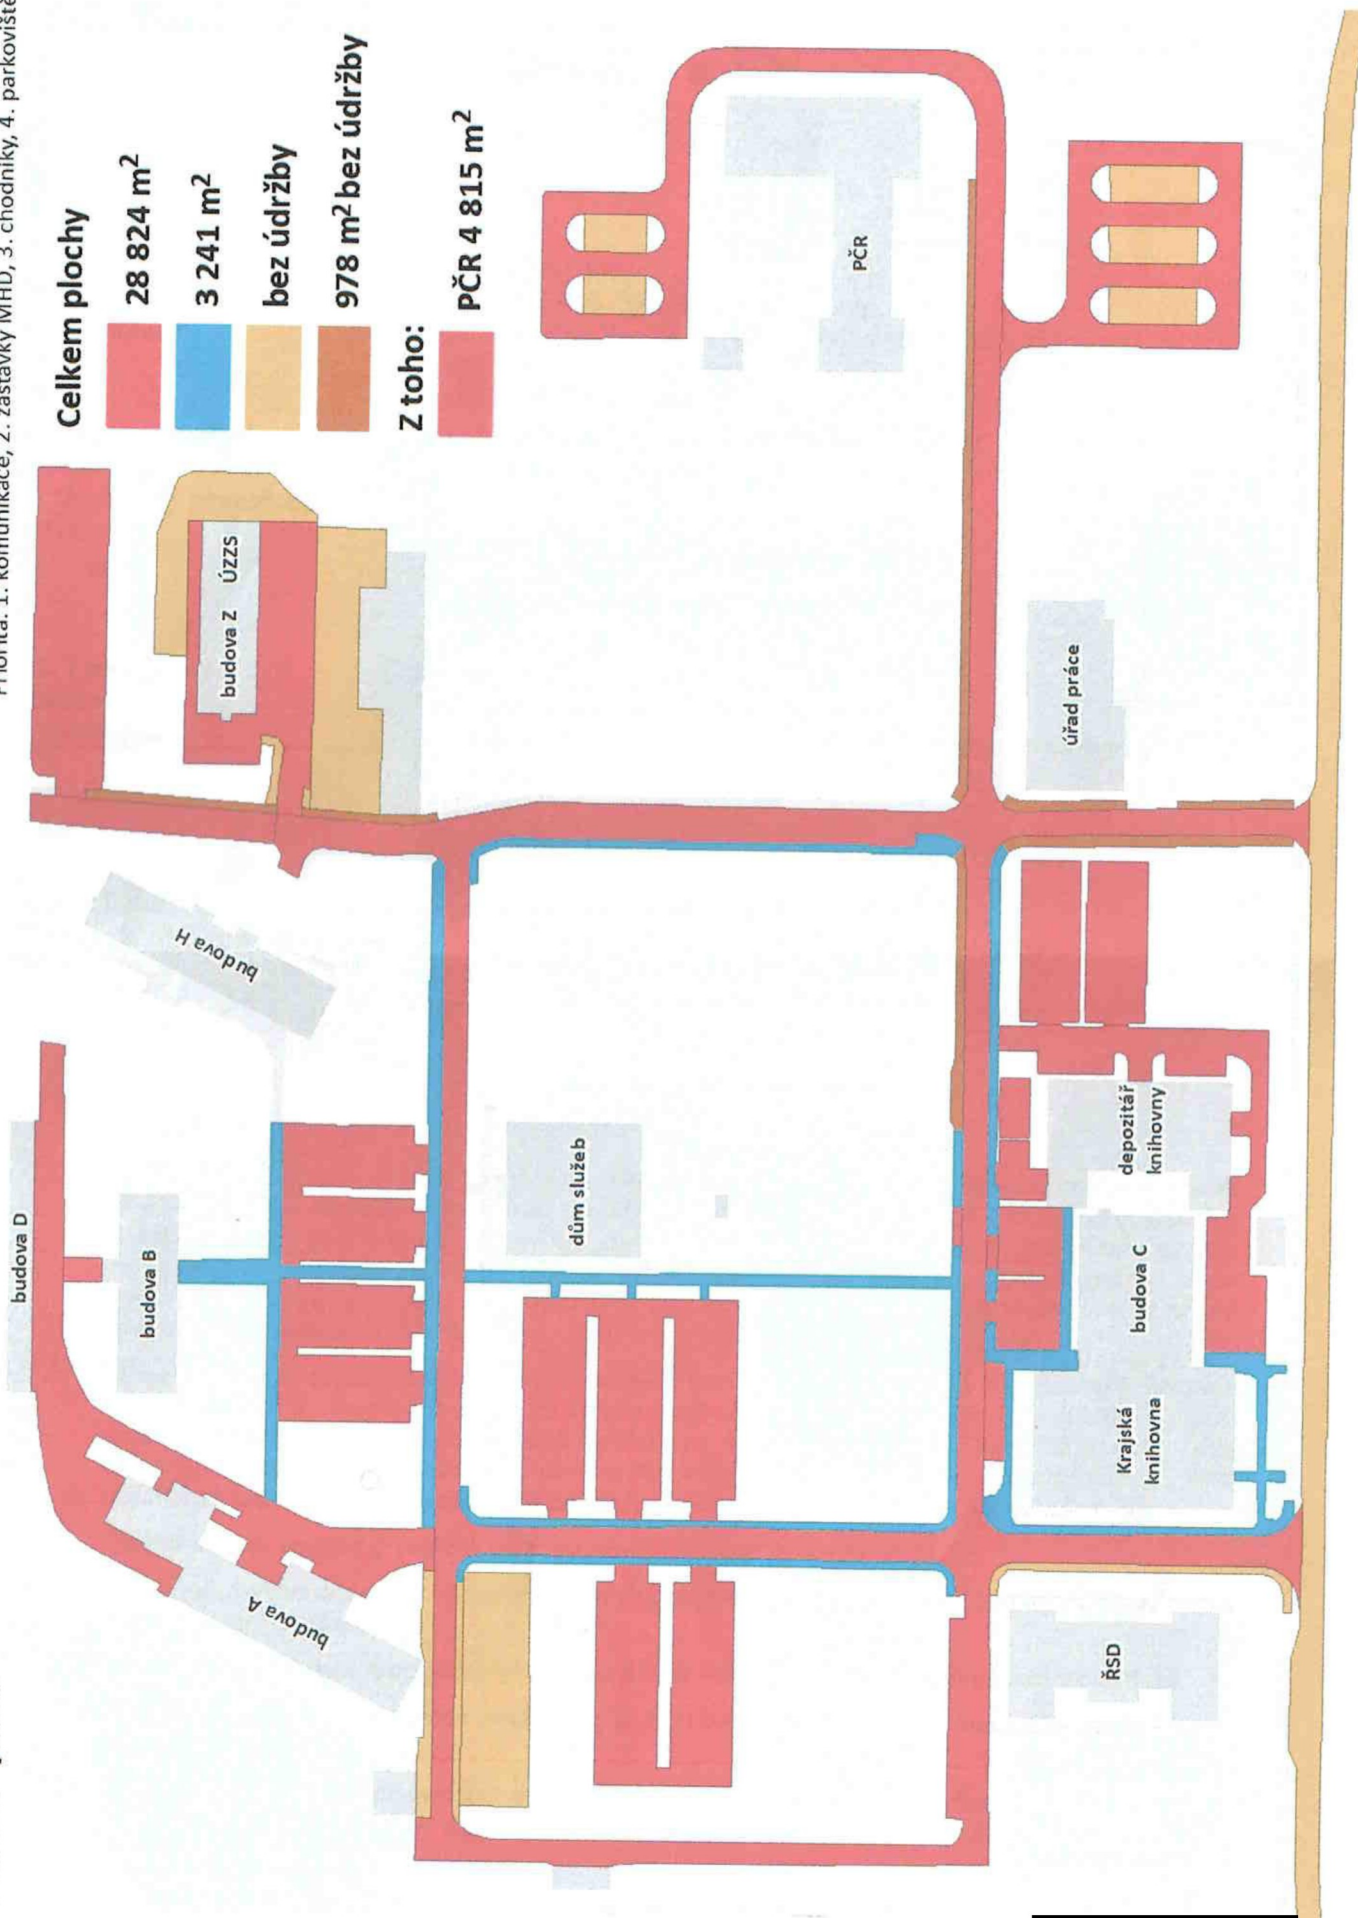 Priorita: 1. komunikace, 2. zastávky MHD, 3. chodníky, 4. parkoviště
Celkem plochy
28 824 m²
3 241 m²
bez údržby
978 m² bez údržby
Z toho:
PČR 4 815 m²
budova D
budova B
budova H
budova Z ÚZZS
budova A
dům služeb
PČR
Krajská
knihovna
budova C
depozitář
knihovny
úřad práce
ŘSD